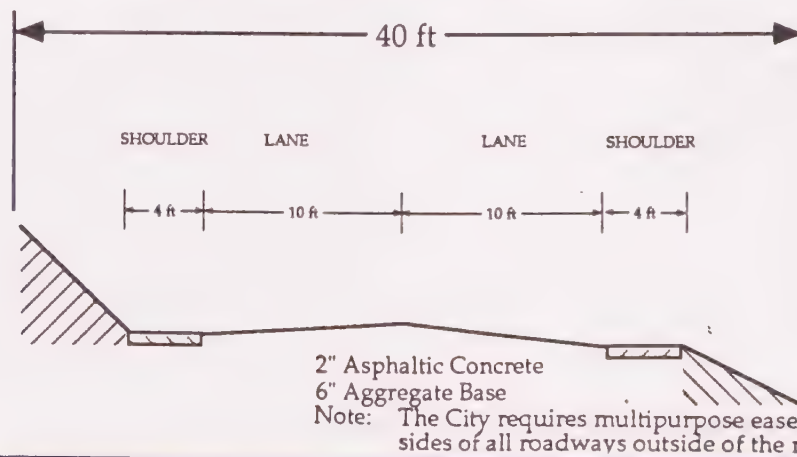 40 ft
SHOULDER LANE LANE SHOULDER
4 ft 10 ft 10 ft 4 ft
2" Asphaltic Concrete
6" Aggregate Base
Note: The City requires multipurpose ease
sides of all roadways outside of the r